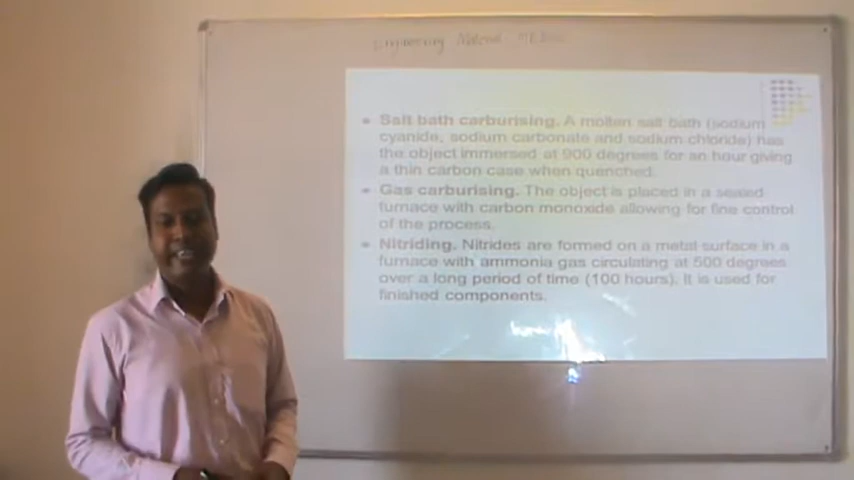 Engineering Material
Salt bath carburising. A molten salt bath (sodium
cyanide, sodium carbonate and sodium chloride) has
the object immersed at 900 degrees for an hour giving
a thin carbon case when quenched.
Gas carburising. The object is placed in a sealed
furnace with carbon monoxide allowing for fine control
of the process.
Nitriding. Nitrides are formed on a metal surface in a
furnace with ammonia gas circulating at 500 degrees
over a long period of time (100 hours). It is used for
finished components.